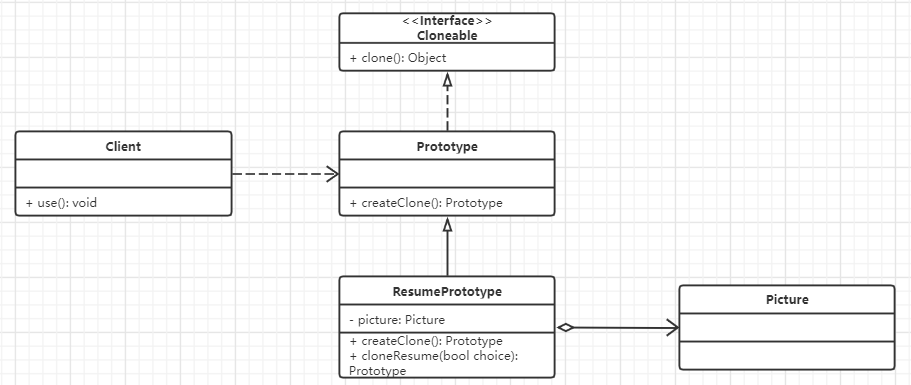 <<Interface>>
Cloneable
+ clone(): Object
Client
+ use(): void
Prototype
+ createClone(): Prototype
ResumePrototype
- picture: Picture
+ createClone(): Prototype
+ cloneResume(bool choice):
Prototype
Picture